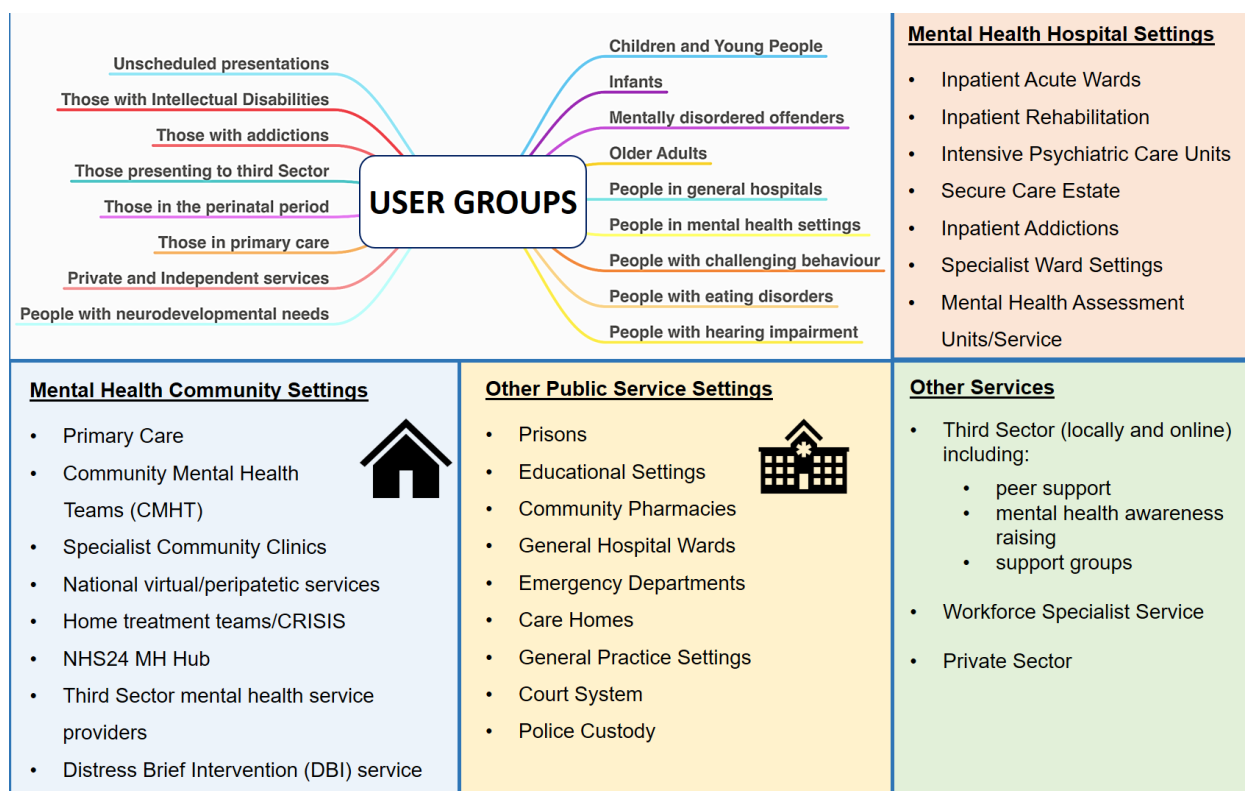 USER GROUPS
Unscheduled presentations
Those with Intellectual Disabilities
Those with addictions
Those presenting to third Sector
Those in the perinatal period
Those in primary care
Private and Independent services
People with neurodevelopmental needs
Children and Young People
Infants
Mentally disordered offenders
Older Adults
People in general hospitals
People in mental health settings
People with challenging behaviour
People with eating disorders
People with hearing impairment
Mental Health Hospital Settings
• Inpatient Acute Wards
• Inpatient Rehabilitation
• Intensive Psychiatric Care Units
• Secure Care Estate
• Inpatient Addictions
• Specialist Ward Settings
• Mental Health Assessment
Units/Service
Mental Health Community Settings
• Primary Care
• Community Mental Health
Teams (CMHT)
• Specialist Community Clinics
• National virtual/peripatetic services
• Home treatment teams/CRISIS
• NHS24 MH Hub
• Third Sector mental health service
providers
• Distress Brief Intervention (DBI) service
Other Public Service Settings
• Prisons
• Educational Settings
• Community Pharmacies
• General Hospital Wards
• Emergency Departments
• Care Homes
• General Practice Settings
• Court System
• Police Custody
Other Services
• Third Sector (locally and online)
including:
• peer support
• mental health awareness
raising
• support groups
• Workforce Specialist Service
• Private Sector